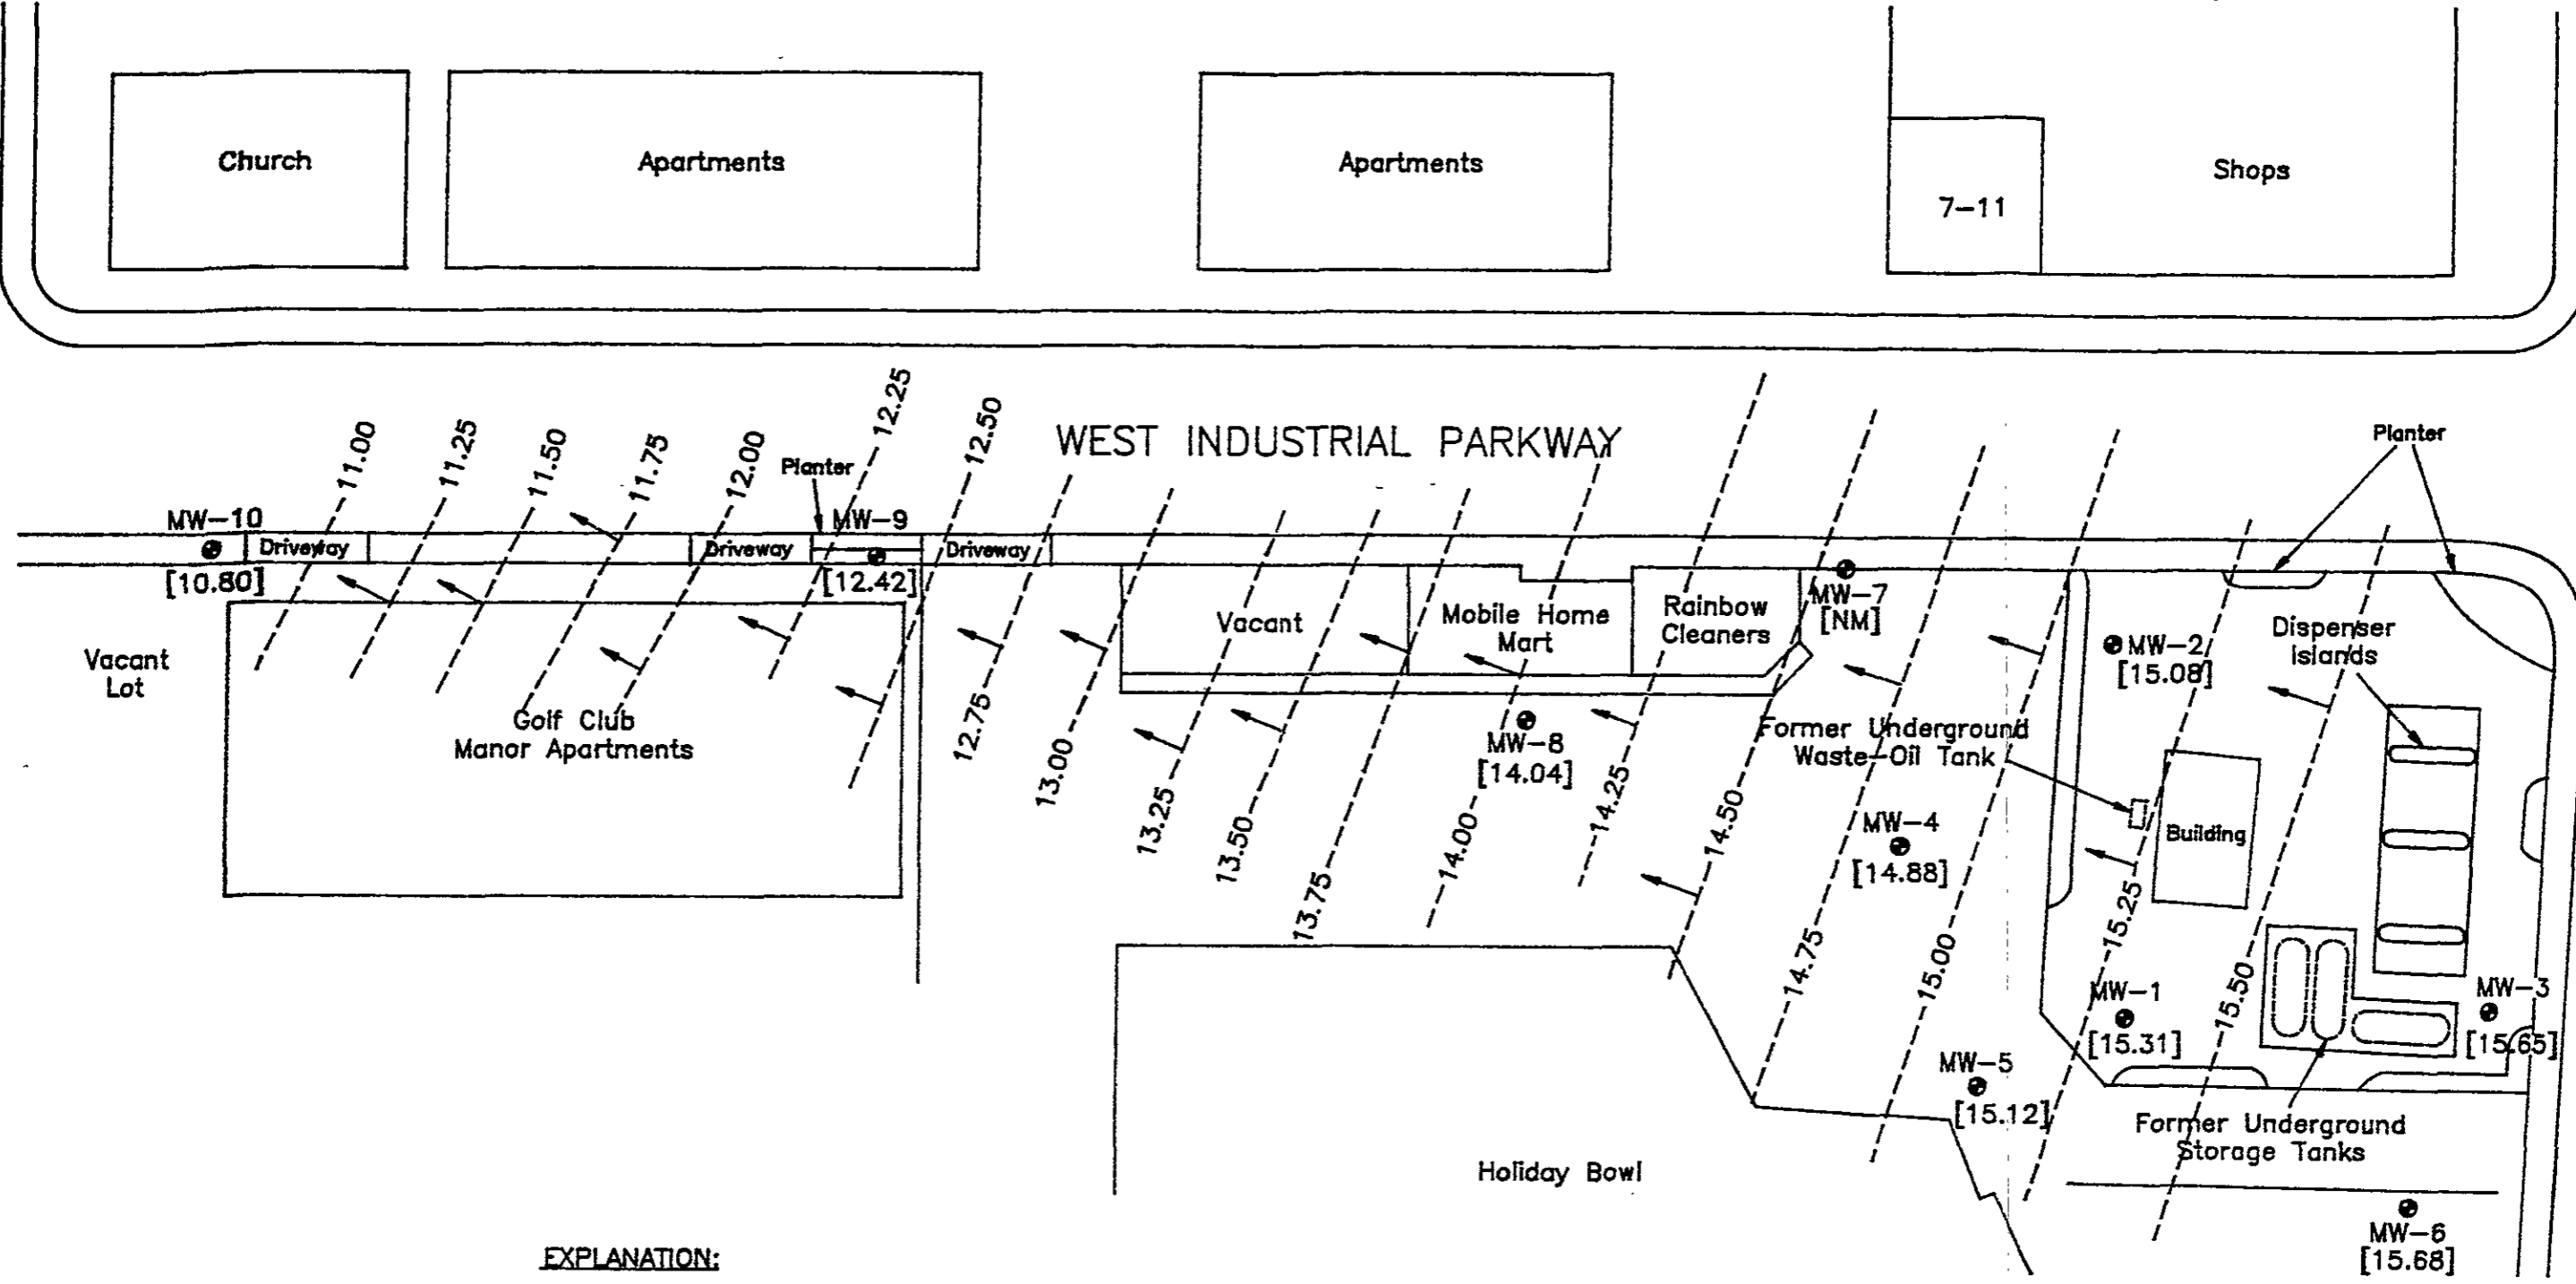 Church
Apartments
Apartments
7-11
Shops
WEST INDUSTRIAL PARKWAY
11.00
11.25
11.50
11.75
12.00
12.25
12.50
Planter
Planter
MW-10
[10.80]
Driveway
Driveway
MW-9
[12.42]
Driveway
Vacant
Lot
Golf Club
Manor Apartments
Vacant
Mobile Home
Mart
Rainbow
Cleaners
MW-7
[NM]
MW-2
[15.08]
Dispenser
Islands
12.75
13.00
13.25
13.50
13.75
14.00
14.25
14.50
14.75
15.00
15.25
15.50
MW-8
[14.04]
Former Underground
Waste-Oil Tank
Building
MW-4
[14.88]
MW-1
[15.31]
MW-3
[15.65]
MW-5
[15.12]
Former Underground
Storage Tanks
Holiday Bowl
MW-6
[15.68]
EXPLANATION: